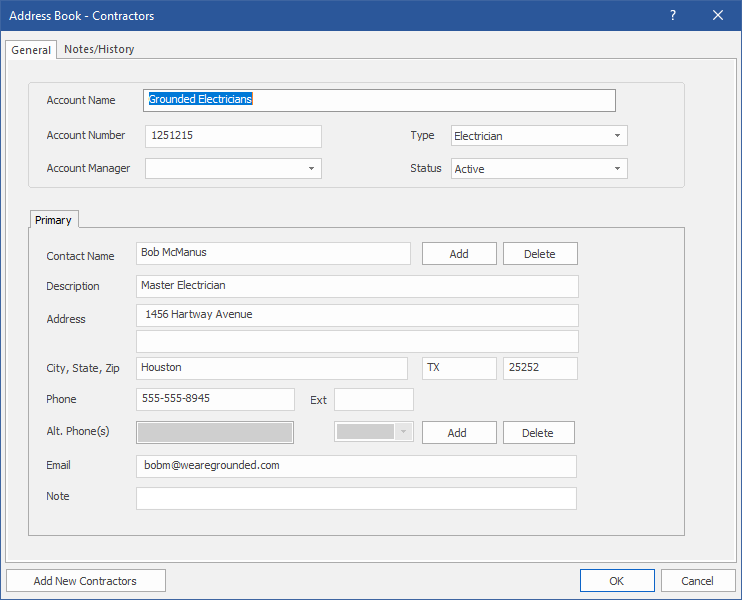 Address Book - Contractors ?
General Notes/History
Account Name Grounded Electricians
Account Number 1251215 Type Electrician
Account Manager Status Active
Primary
Contact Name Bob McManus Add Delete
Description Master Electrician
Address 1456 Hartway Avenue
City, State, Zip Houston TX 25252
Phone 555-555-8945 Ext
Alt. Phone(s) Add Delete
Email bobm@wearegrounded.com
Note
Add New Contractors OK Cancel